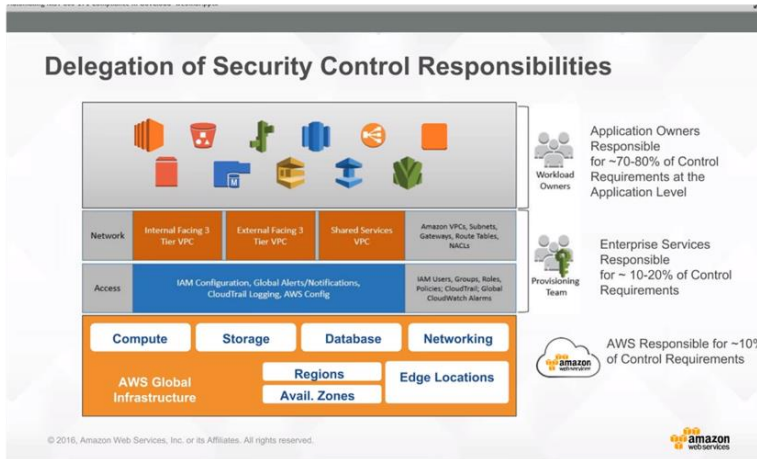 Delegation of Security Control Responsibilities
M
Workload
Owners
Application Owners
Responsible
for ~70-80% of Control
Requirements at the
Application Level
Network
Internal Facing 3
Tier VPC
External Facing 3
Tier VPC
Shared Services
VPC
Amazon VPCs, Subnets,
Gateways, Route Tables,
NACLs
Access
IAM Configuration, Global Alerts/Notifications,
CloudTrail Logging, AWS Config
IAM Users, Groups, Roles,
Policies; CloudTrail; Global
CloudWatch Alarms
Provisioning
Team
Enterprise Services
Responsible
for ~ 10-20% of Control
Requirements
Compute
Storage
Database
Networking
AWS Global
Infrastructure
Regions
Avail. Zones
Edge Locations
amazon
web services
AWS Responsible for ~10%
of Control Requirements
© 2016, Amazon Web Services, Inc. or its Affiliates. All rights reserved.
amazon
web services